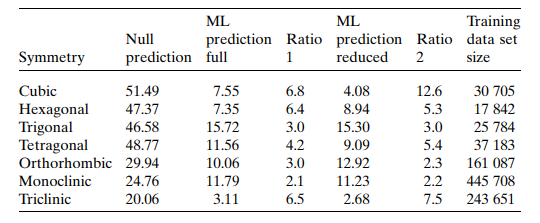 ML ML Training
Null prediction Ratio prediction Ratio data set
Symmetry prediction full 1 reduced 2 size
Cubic 51.49 7.55 6.8 4.08 12.6 30 705
Hexagonal 47.37 7.35 6.4 8.94 5.3 17 842
Trigonal 46.58 15.72 3.0 15.30 3.0 25 784
Tetragonal 48.77 11.56 4.2 9.09 5.4 37 183
Orthorhombic 29.94 10.06 3.0 12.92 2.3 161 087
Monoclinic 24.76 11.79 2.1 11.23 2.2 445 708
Triclinic 20.06 3.11 6.5 2.68 7.5 243 651